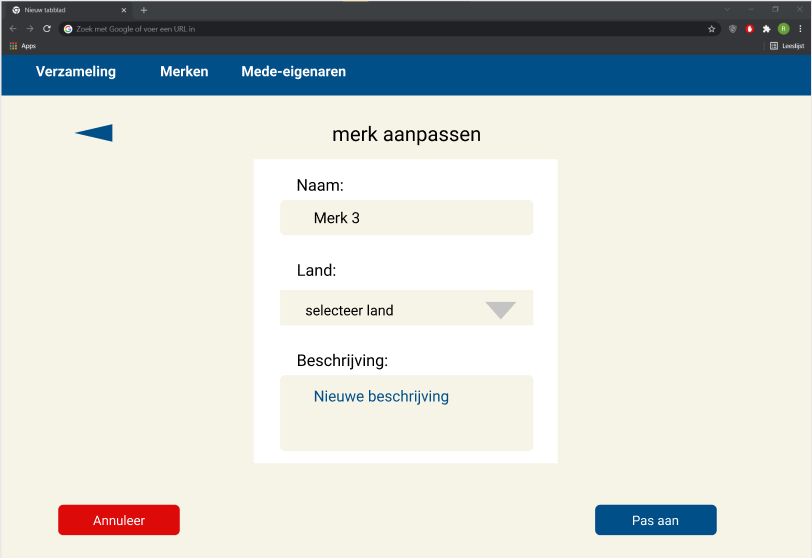 Nieuw tabblad
Zoek met Google of voer een URL in
B
Apps
Leeslijst
Verzameling Merken Mede-eigenaren
merk aanpassen
Naam:
Merk 3
Land:
selecteer land
Beschrijving:
Nieuwe beschrijving
Annuleer Pas aan